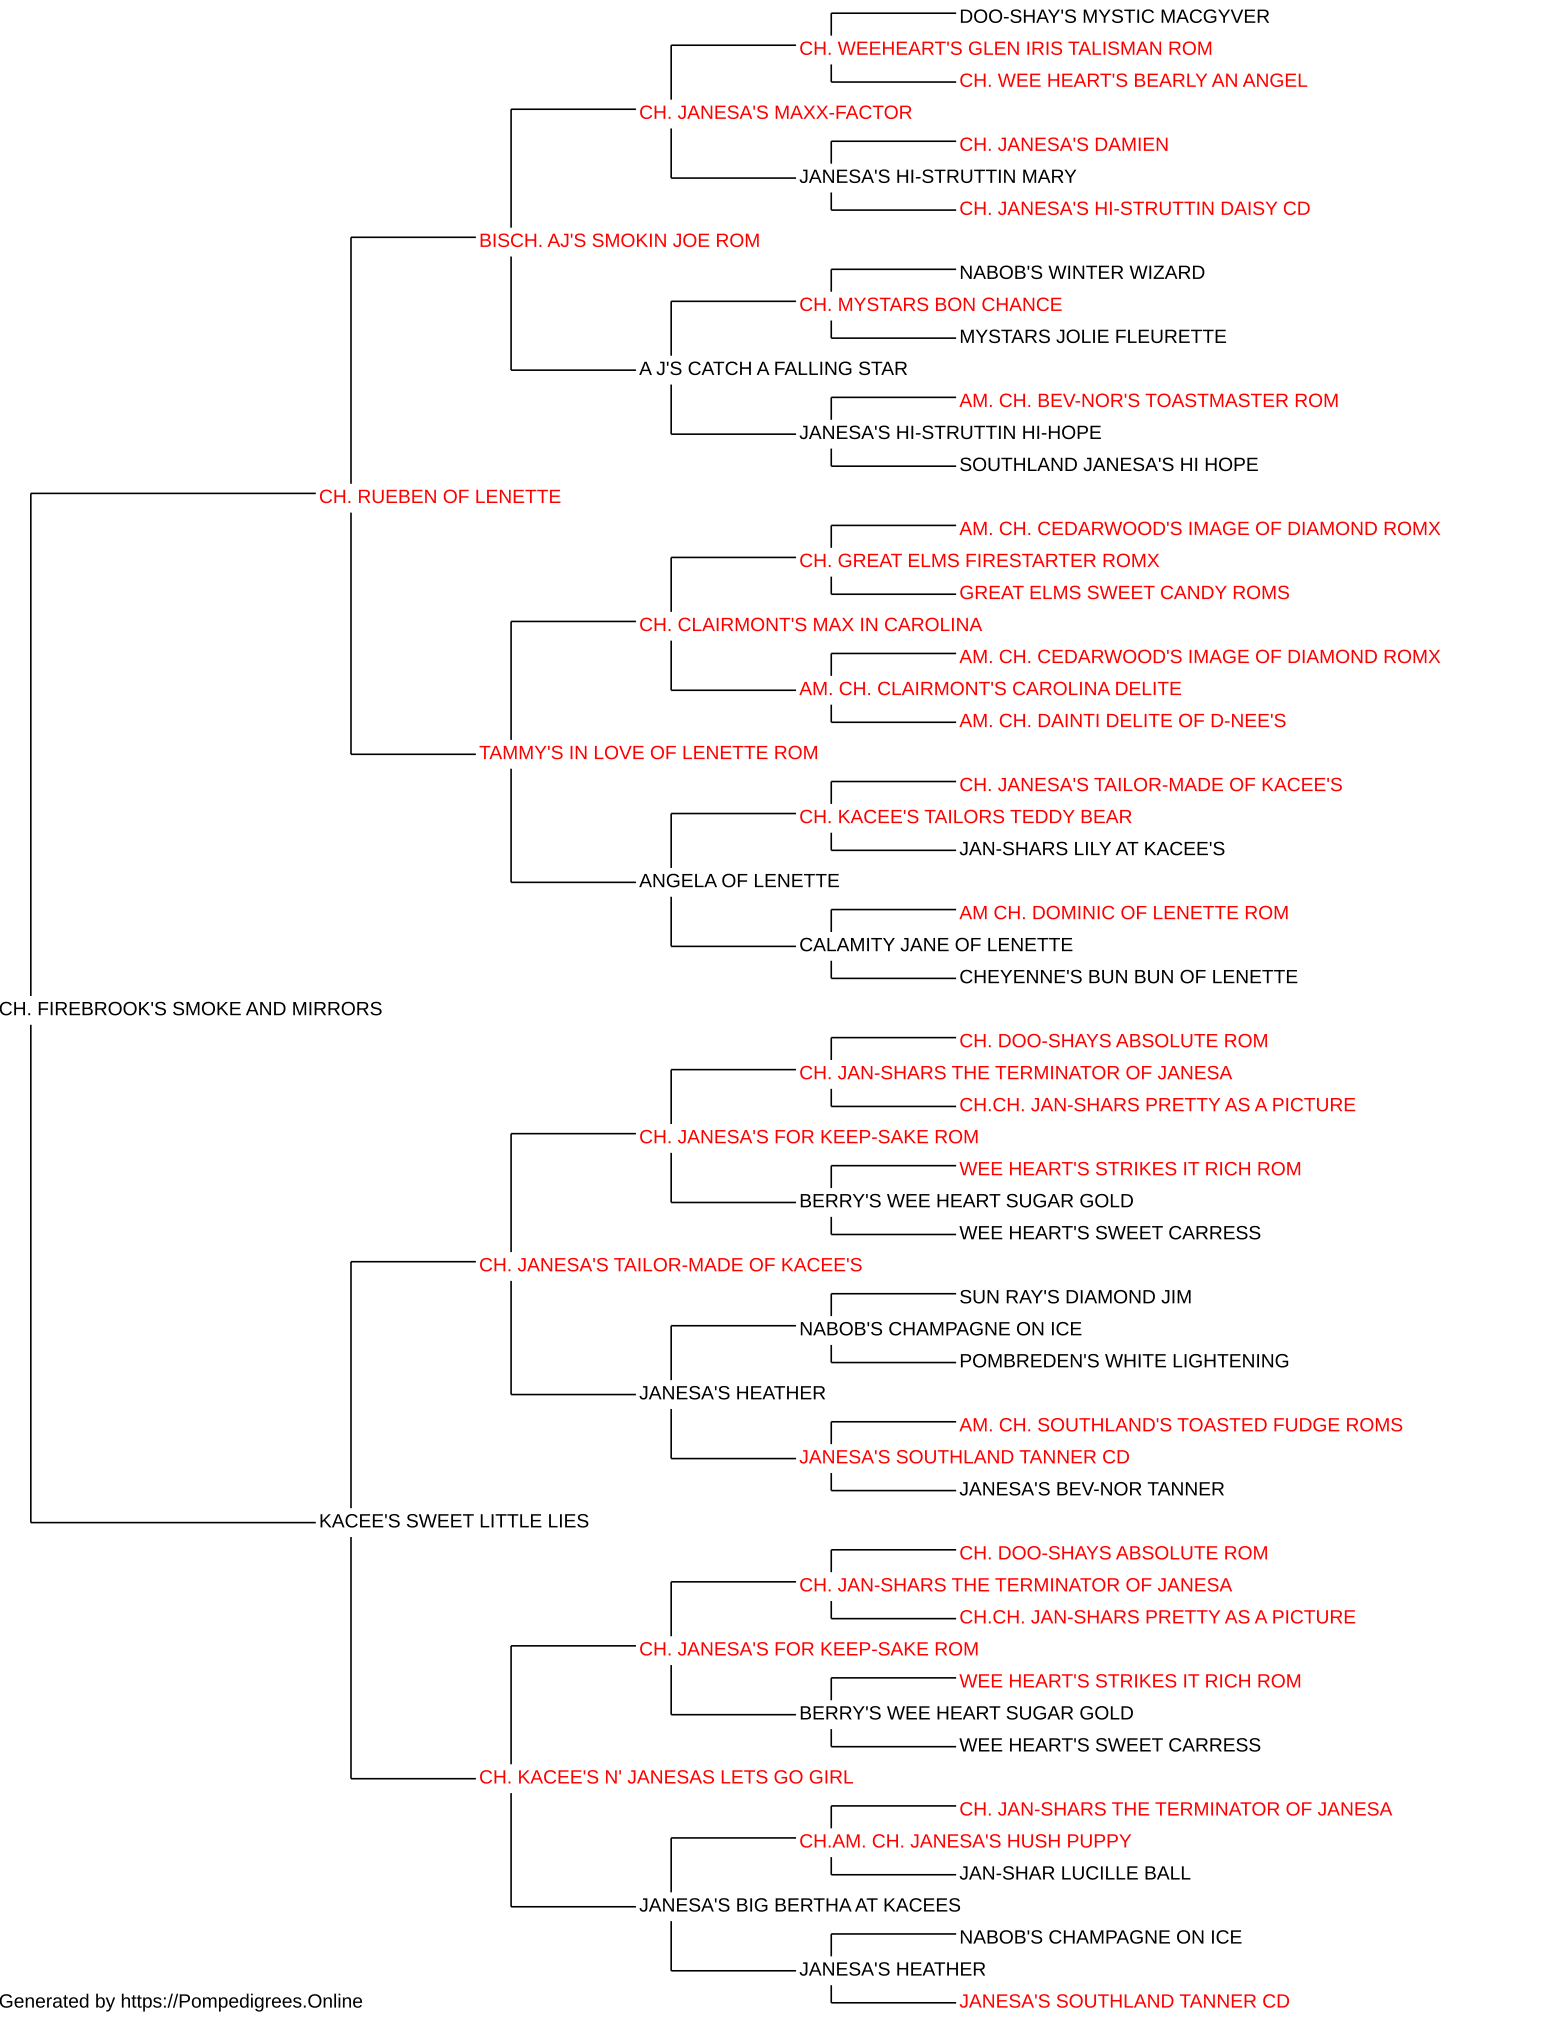 DOO-SHAY'S MYSTIC MACGYVER
CH. WEEHEART'S GLEN IRIS TALISMAN ROM
CH. WEE HEART'S BEARLY AN ANGEL
CH. JANESA'S MAXX-FACTOR
CH. JANESA'S DAMIEN
JANESA'S HI-STRUTTIN MARY
CH. JANESA'S HI-STRUTTIN DAISY CD
BISCH. AJ'S SMOKIN JOE ROM
NABOB'S WINTER WIZARD
CH. MYSTARS BON CHANCE
MYSTARS JOLIE FLEURETTE
A J'S CATCH A FALLING STAR
AM. CH. BEV-NOR'S TOASTMASTER ROM
JANESA'S HI-STRUTTIN HI-HOPE
SOUTHLAND JANESA'S HI HOPE
CH. RUEBEN OF LENETTE
AM. CH. CEDARWOOD'S IMAGE OF DIAMOND ROMX
CH. GREAT ELMS FIRESTARTER ROMX
GREAT ELMS SWEET CANDY ROMS
CH. CLAIRMONT'S MAX IN CAROLINA
AM. CH. CEDARWOOD'S IMAGE OF DIAMOND ROMX
AM. CH. CLAIRMONT'S CAROLINA DELITE
AM. CH. DAINTI DELITE OF D-NEE'S
TAMMY'S IN LOVE OF LENETTE ROM
CH. JANESA'S TAILOR-MADE OF KACEE'S
CH. KACEE'S TAILORS TEDDY BEAR
JAN-SHARS LILY AT KACEE'S
ANGELA OF LENETTE
AM CH. DOMINIC OF LENETTE ROM
CALAMITY JANE OF LENETTE
CHEYENNE'S BUN BUN OF LENETTE
CH. FIREBROOK'S SMOKE AND MIRRORS
CH. DOO-SHAYS ABSOLUTE ROM
CH. JAN-SHARS THE TERMINATOR OF JANESA
CH.CH. JAN-SHARS PRETTY AS A PICTURE
CH. JANESA'S FOR KEEP-SAKE ROM
WEE HEART'S STRIKES IT RICH ROM
BERRY'S WEE HEART SUGAR GOLD
WEE HEART'S SWEET CARRESS
CH. JANESA'S TAILOR-MADE OF KACEE'S
SUN RAY'S DIAMOND JIM
NABOB'S CHAMPAGNE ON ICE
POMBREDEN'S WHITE LIGHTENING
JANESA'S HEATHER
AM. CH. SOUTHLAND'S TOASTED FUDGE ROMS
JANESA'S SOUTHLAND TANNER CD
JANESA'S BEV-NOR TANNER
KACEE'S SWEET LITTLE LIES
CH. DOO-SHAYS ABSOLUTE ROM
CH. JAN-SHARS THE TERMINATOR OF JANESA
CH.CH. JAN-SHARS PRETTY AS A PICTURE
CH. JANESA'S FOR KEEP-SAKE ROM
WEE HEART'S STRIKES IT RICH ROM
BERRY'S WEE HEART SUGAR GOLD
WEE HEART'S SWEET CARRESS
CH. KACEE'S N' JANESAS LETS GO GIRL
CH. JAN-SHARS THE TERMINATOR OF JANESA
CH.AM. CH. JANESA'S HUSH PUPPY
JAN-SHAR LUCILLE BALL
JANESA'S BIG BERTHA AT KACEES
NABOB'S CHAMPAGNE ON ICE
JANESA'S HEATHER
JANESA'S SOUTHLAND TANNER CD
Generated by https://Pompedigrees.Online